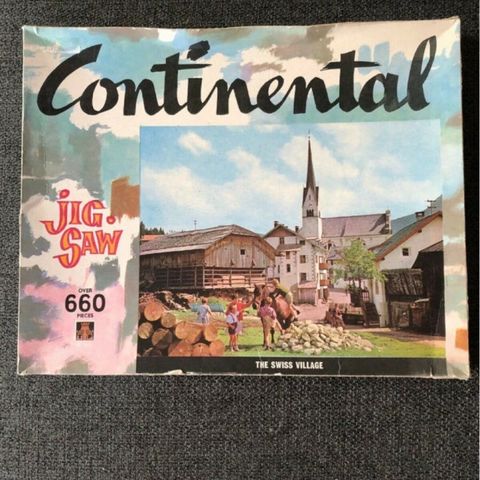 Continental
JIG.
SAW
OVER
660
PIECES
THE SWISS VILLAGE